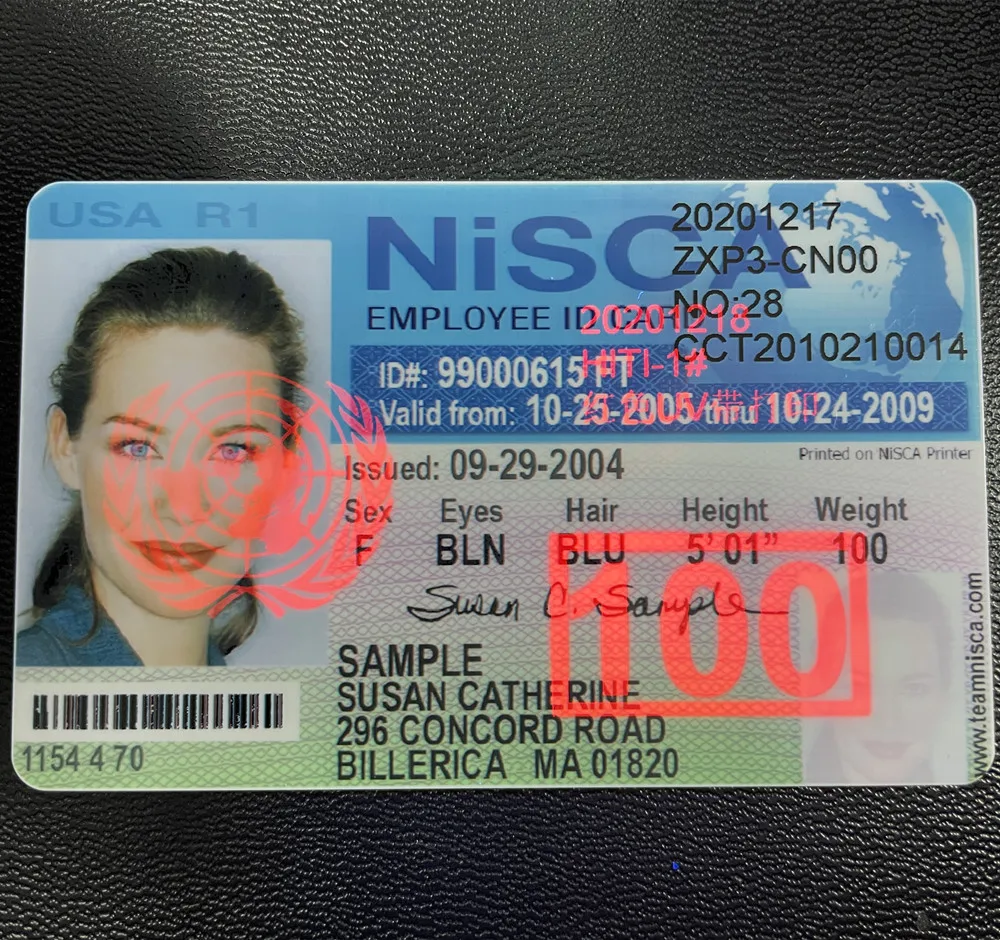 USA R1
NiSCA
20201217
ZXP3-CN00
NO:28
CCT2010210014
EMPLOYEE ID CARD
20201218
HITI-1#
ID#: 990006151
Valid from: 10-25-2005 thru 10-24-2009
Issued: 09-29-2004
Printed on NiSCA Printer
Sex Eyes Hair Height Weight
F BLN BLU 5' 01” 100
Susan C. Sample
100
SAMPLE
SUSAN CATHERINE
296 CONCORD ROAD
BILLERICA MA 01820
1154 4 70
www.teamnisca.com